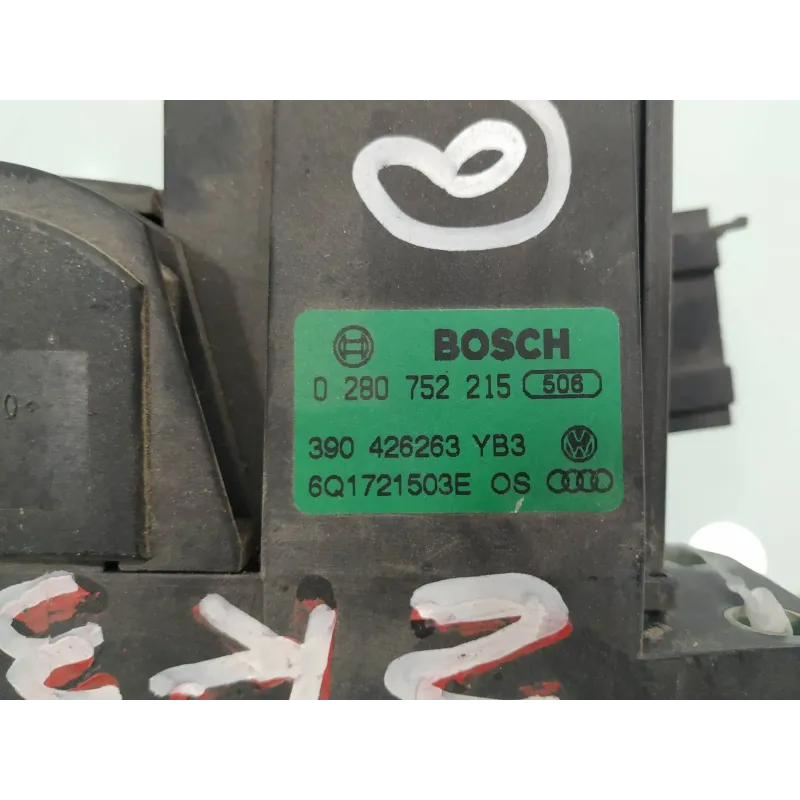 BOSCH
0 280 752 215 506
390 426263 YB3
6Q1721503E OS